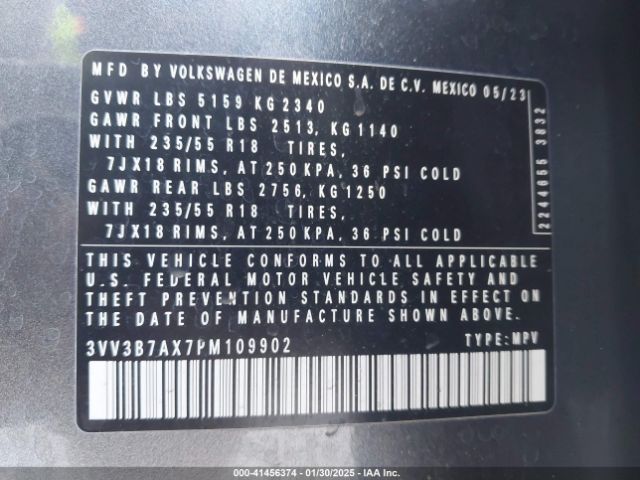 MFD BY VOLKSWAGEN DE MEXICO S.A. DE C.V. MEXICO 05/23
GVWR LBS 5159 KG 2340
GAWR FRONT LBS 2513, KG 1140
WITH 235/55 R18 TIRES,
7JX18 RIMS, AT 250 KPA, 36 PSI COLD
GAWR REAR LBS 2756, KG 1250
WITH 235/55 R18 TIRES,
7JX18 RIMS, AT 250 KPA, 36 PSI COLD
2244655 3832
THIS VEHICLE CONFORMS TO ALL APPLICABLE
U.S. FEDERAL MOTOR VEHICLE SAFETY AND
THEFT PREVENTION STANDARDS IN EFFECT ON
THE DATE OF MANUFACTURE SHOWN ABOVE.
3VV3B7AX7PM109902 TYPE: MPV
000-41456374 | 01/30/2025 | IAA Inc.